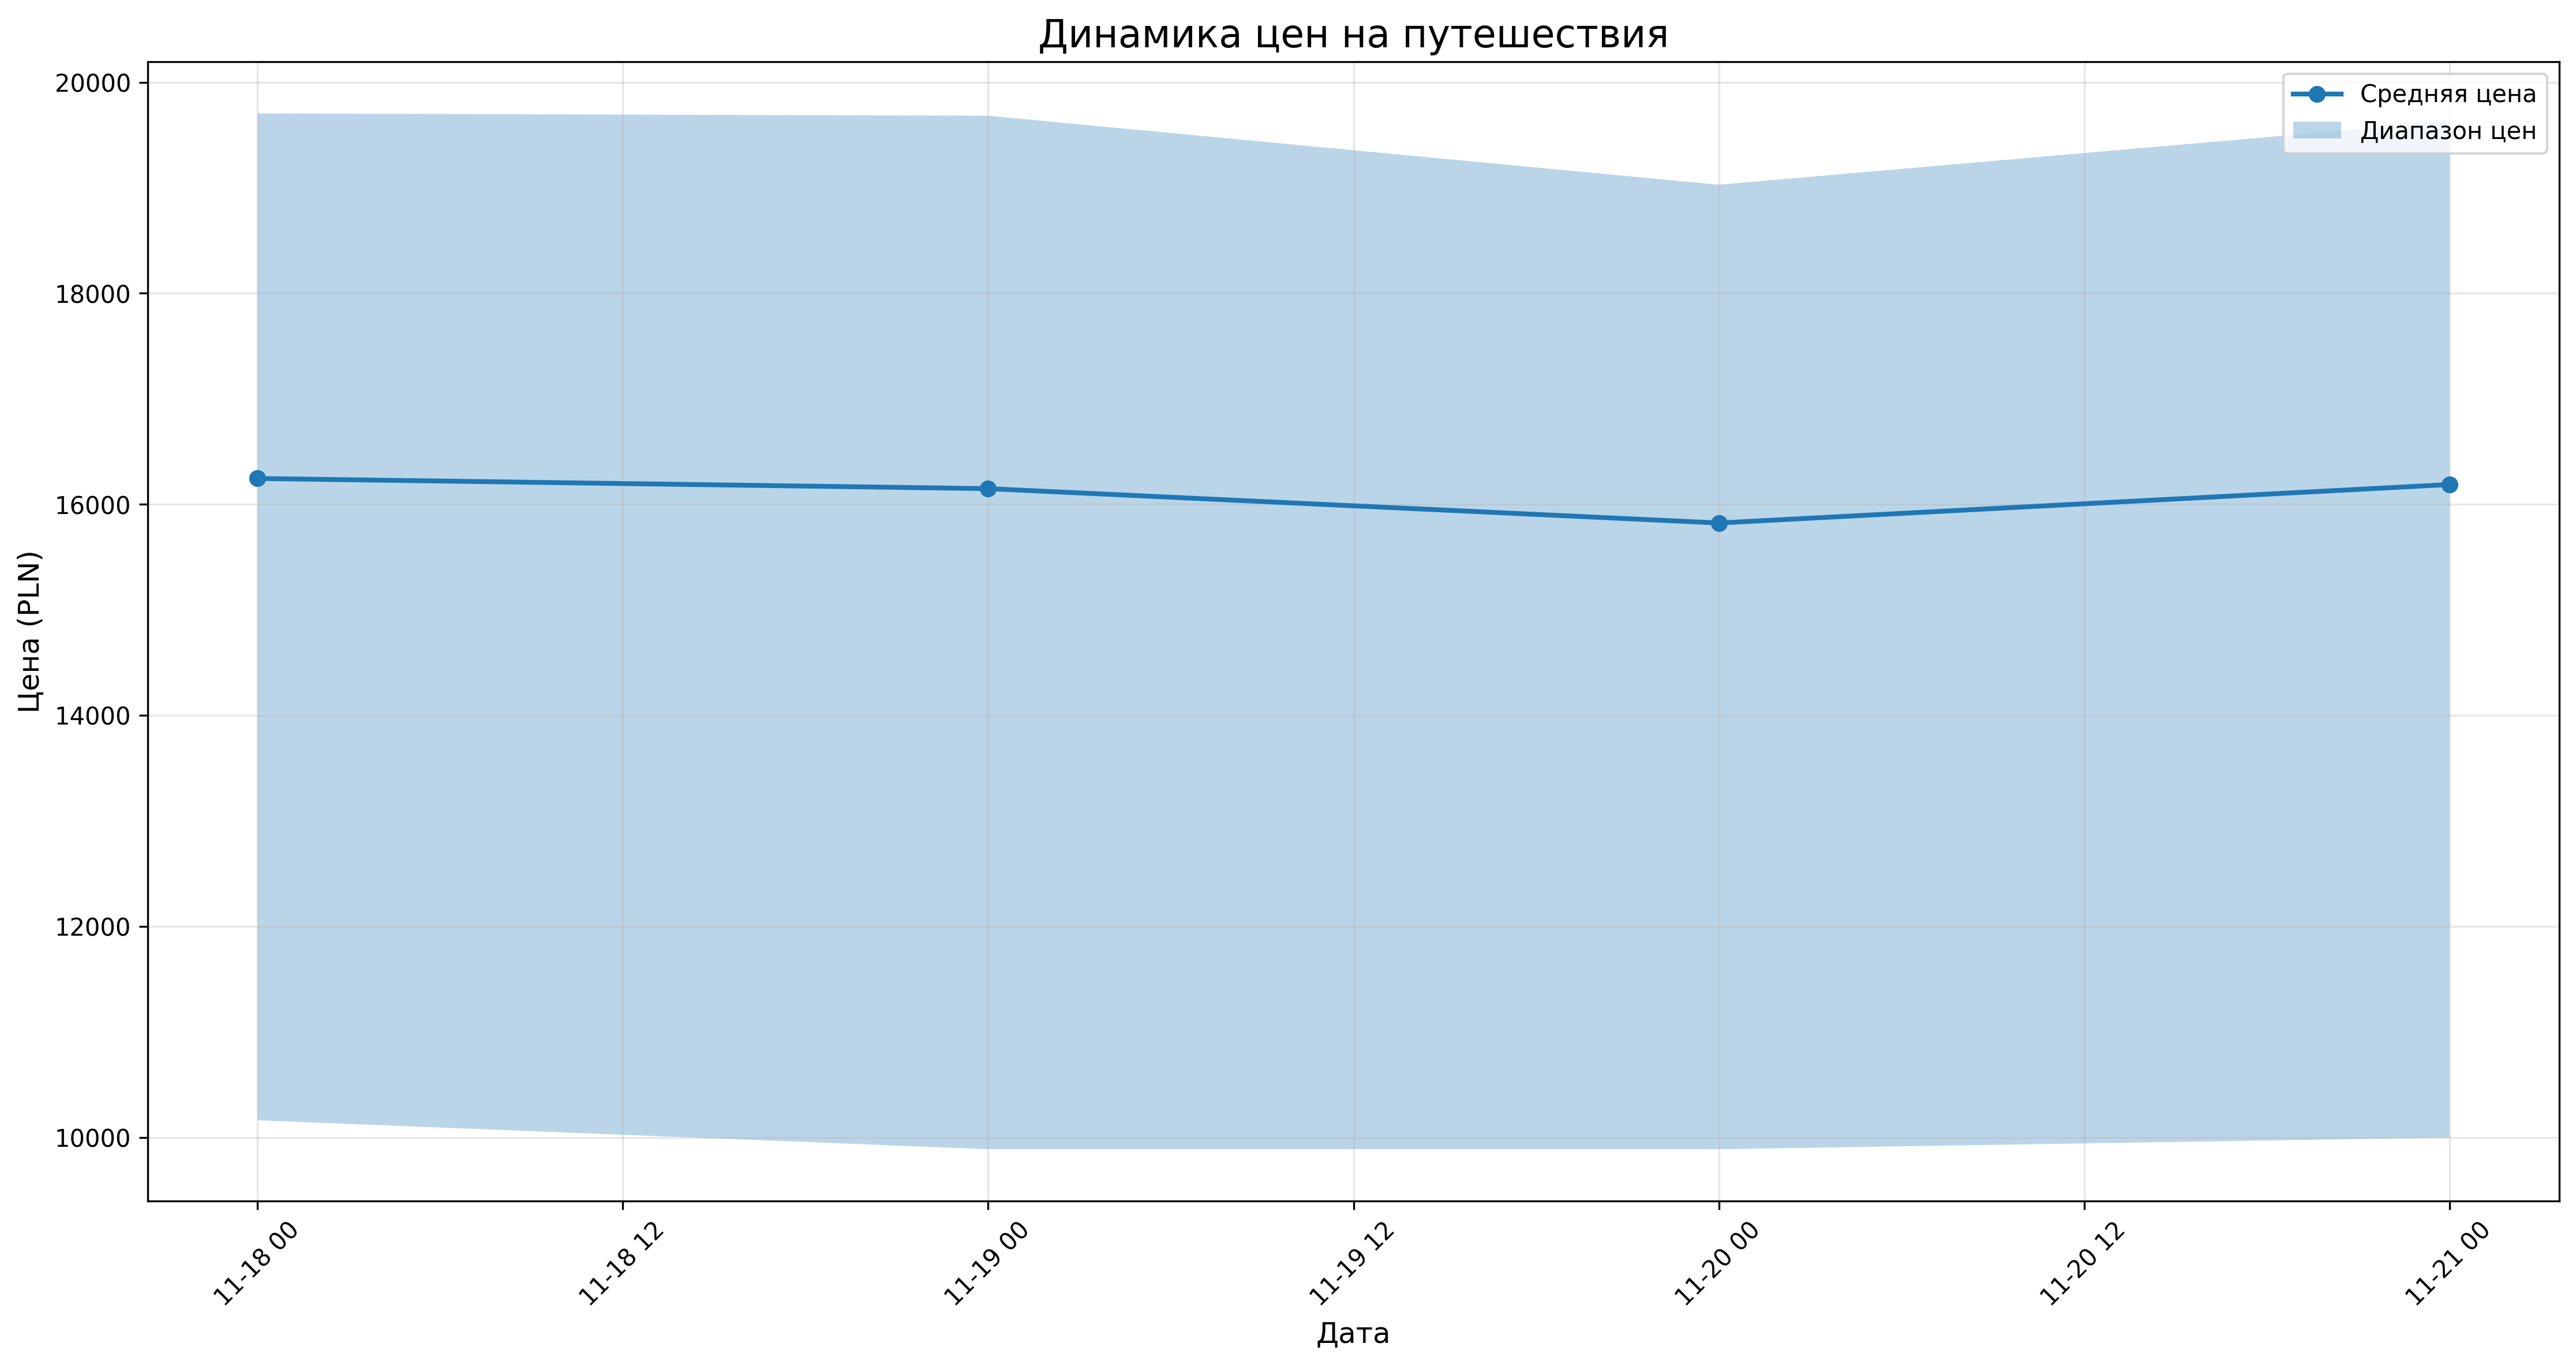 Динамика цен на путешествия
Средняя цена
Диапазон цен
Цена (PLN)
20000
18000
16000
14000
12000
10000
11-18 00
11-18 12
11-19 00
11-19 12
11-20 00
11-20 12
11-21 00
Дата